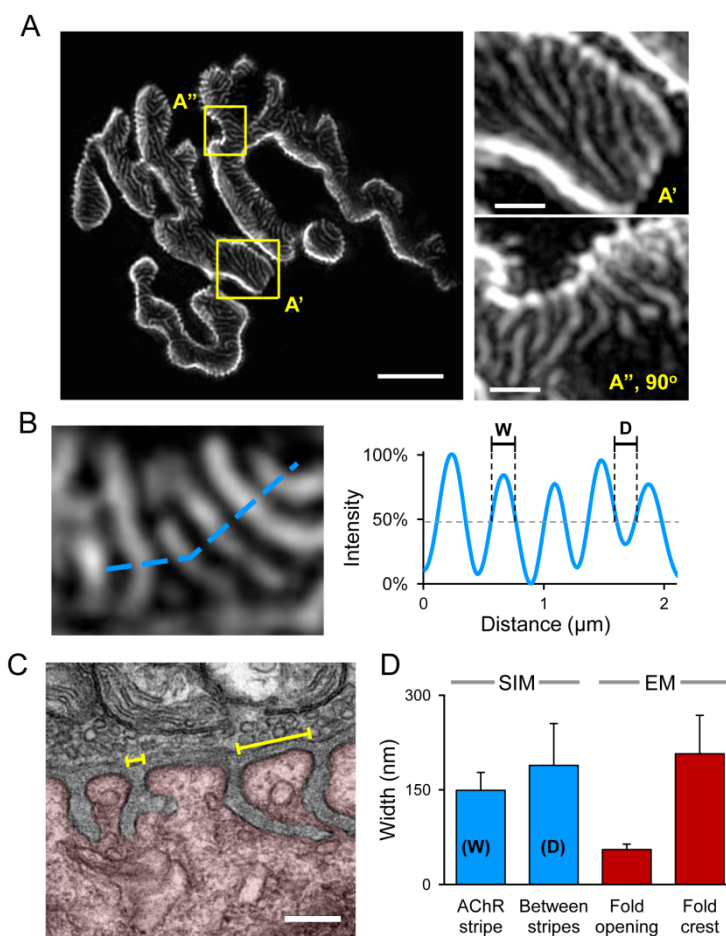 A
A''
A'
A'
A'', 90o
B
W
D
100%
50%
0%
Intensity
0
1
2
Distance (µm)
C
D
SIM
EM
300
150
0
Width (nm)
(W)
(D)
AChR
stripe
Between
stripes
Fold
opening
Fold
crest